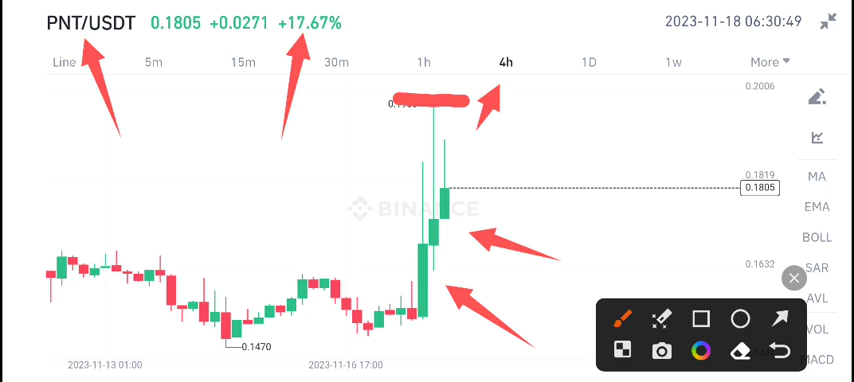 PNT/USDT 0.1805 +0.0271 +17.67% 2023-11-18 06:30:49
Line 5m 15m 30m 1h 4h 1D 1w More
0.2006
0.1819
0.1805
BINANCE
0.1632
0.1470
2023-11-13 01:00 2023-11-16 17:00
MA
EMA
BOLL
SAR
AVL
VOL
MACD